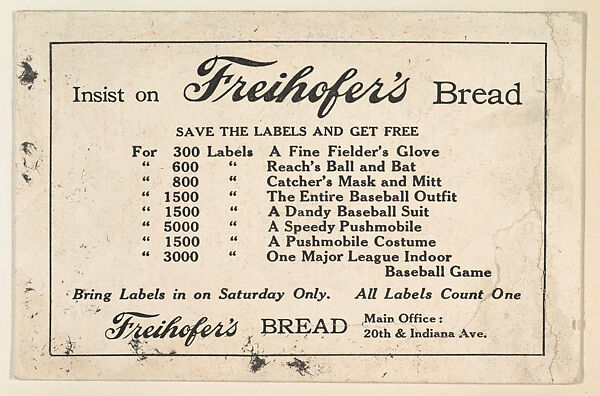 Insist on Freihofer's Bread
SAVE THE LABELS AND GET FREE
For 300 Labels A Fine Fielder's Glove
“ 600 “ Reach's Ball and Bat
“ 800 “ Catcher's Mask and Mitt
“ 1500 “ The Entire Baseball Outfit
“ 1500 “ A Dandy Baseball Suit
“ 5000 “ A Speedy Pushmobile
“ 1500 “ A Pushmobile Costume
“ 3000 “ One Major League Indoor
Baseball Game
Bring Labels in on Saturday Only. All Labels Count One
Freihofer's BREAD Main Office:
20th & Indiana Ave.